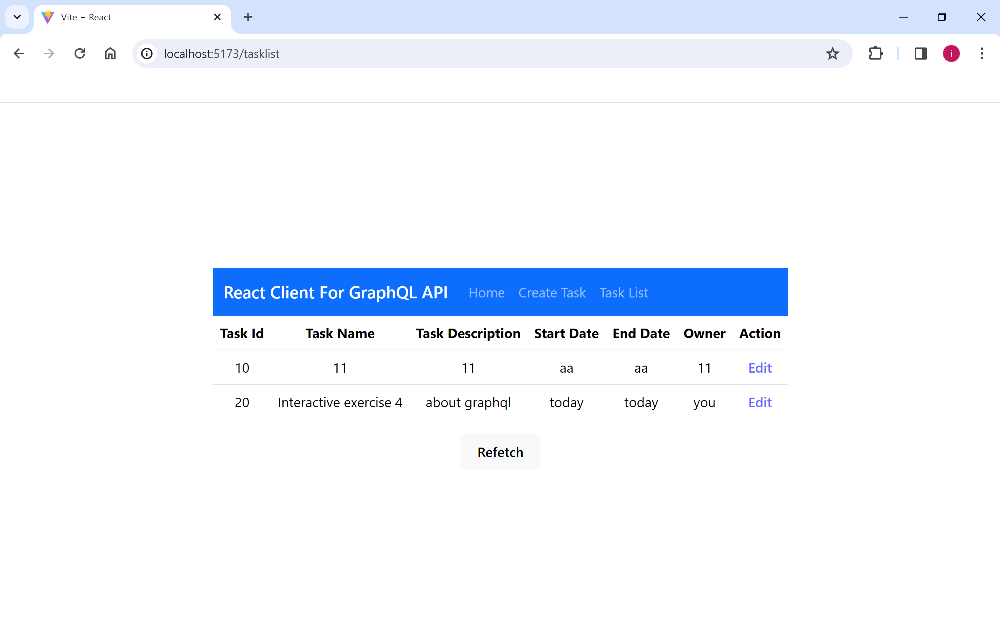 Vite + React
localhost:5173/tasklist
i
React Client For GraphQL API Home Create Task Task List
Task Id Task Name Task Description Start Date End Date Owner Action
10 11 11 aa aa 11 Edit
20 Interactive exercise 4 about graphql today today you Edit
Refetch